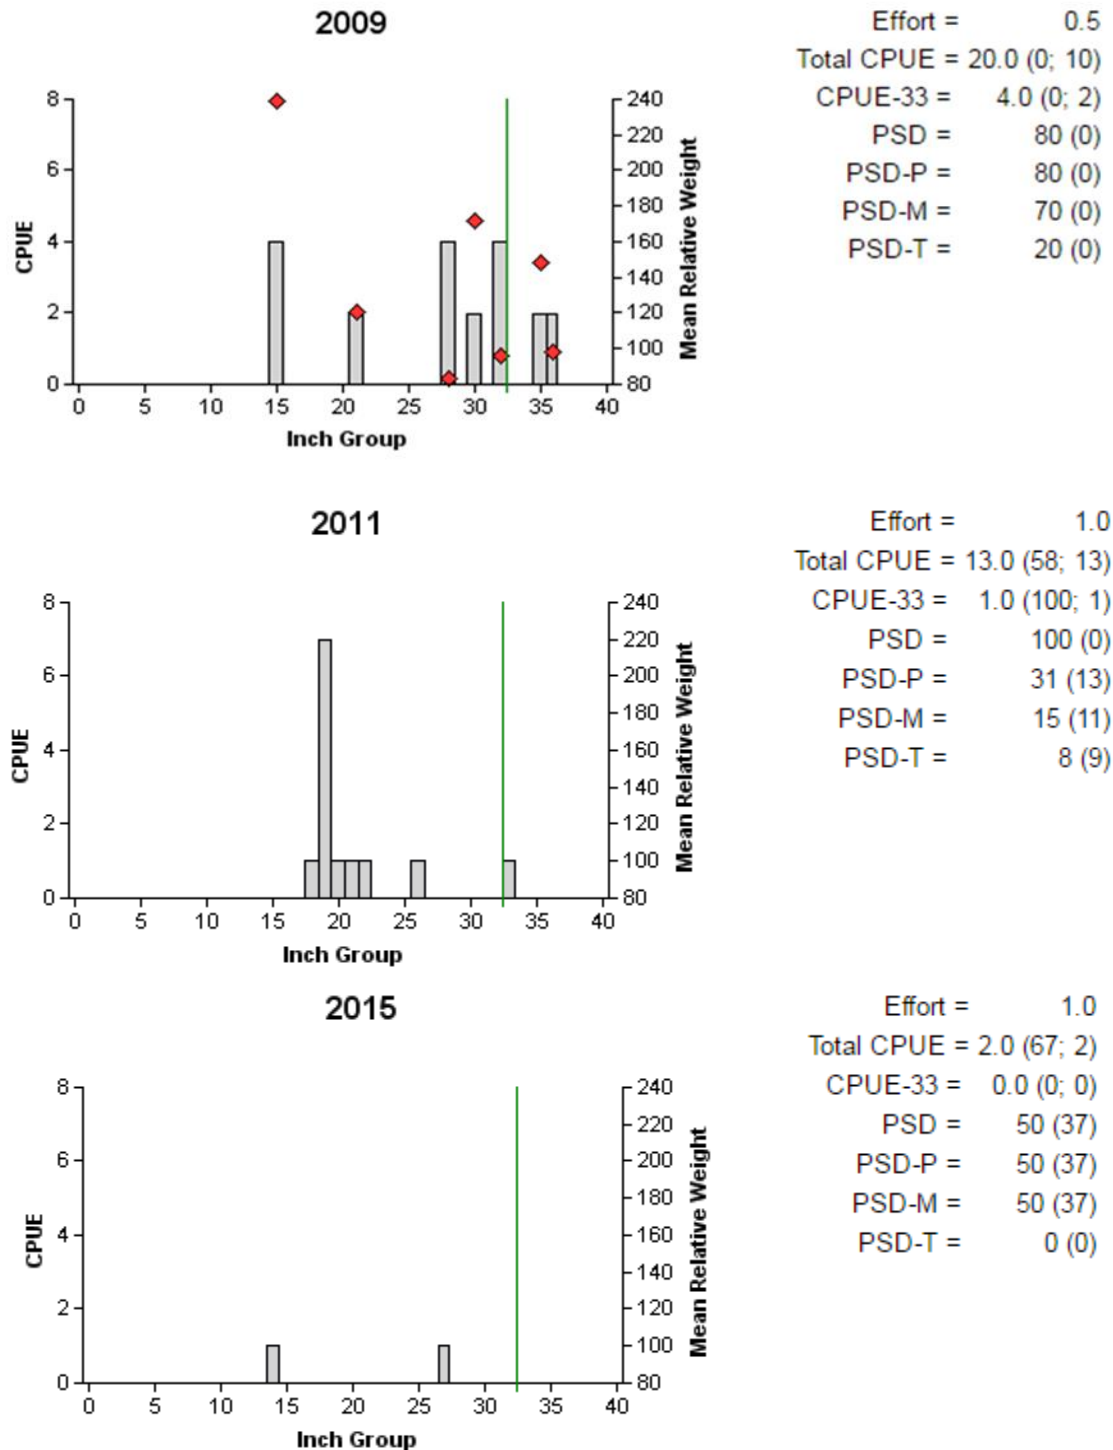 2009
Effort = 0.5
Total CPUE = 20.0 (0; 10)
CPUE-33 = 4.0 (0; 2)
PSD = 80 (0)
PSD-P = 80 (0)
PSD-M = 70 (0)
PSD-T = 20 (0)
8
6
4
2
0
CPUE
240
220
200
180
160
140
120
100
80
Mean Relative Weight
0 5 10 15 20 25 30 35 40
Inch Group
2011
Effort = 1.0
Total CPUE = 13.0 (58; 13)
CPUE-33 = 1.0 (100; 1)
PSD = 100 (0)
PSD-P = 31 (13)
PSD-M = 15 (11)
PSD-T = 8 (9)
8
6
4
2
0
CPUE
240
220
200
180
160
140
120
100
80
Mean Relative Weight
0 5 10 15 20 25 30 35 40
Inch Group
2015
Effort = 1.0
Total CPUE = 2.0 (67; 2)
CPUE-33 = 0.0 (0; 0)
PSD = 50 (37)
PSD-P = 50 (37)
PSD-M = 50 (37)
PSD-T = 0 (0)
8
6
4
2
0
CPUE
240
220
200
180
160
140
120
100
80
Mean Relative Weight
0 5 10 15 20 25 30 35 40
Inch Group